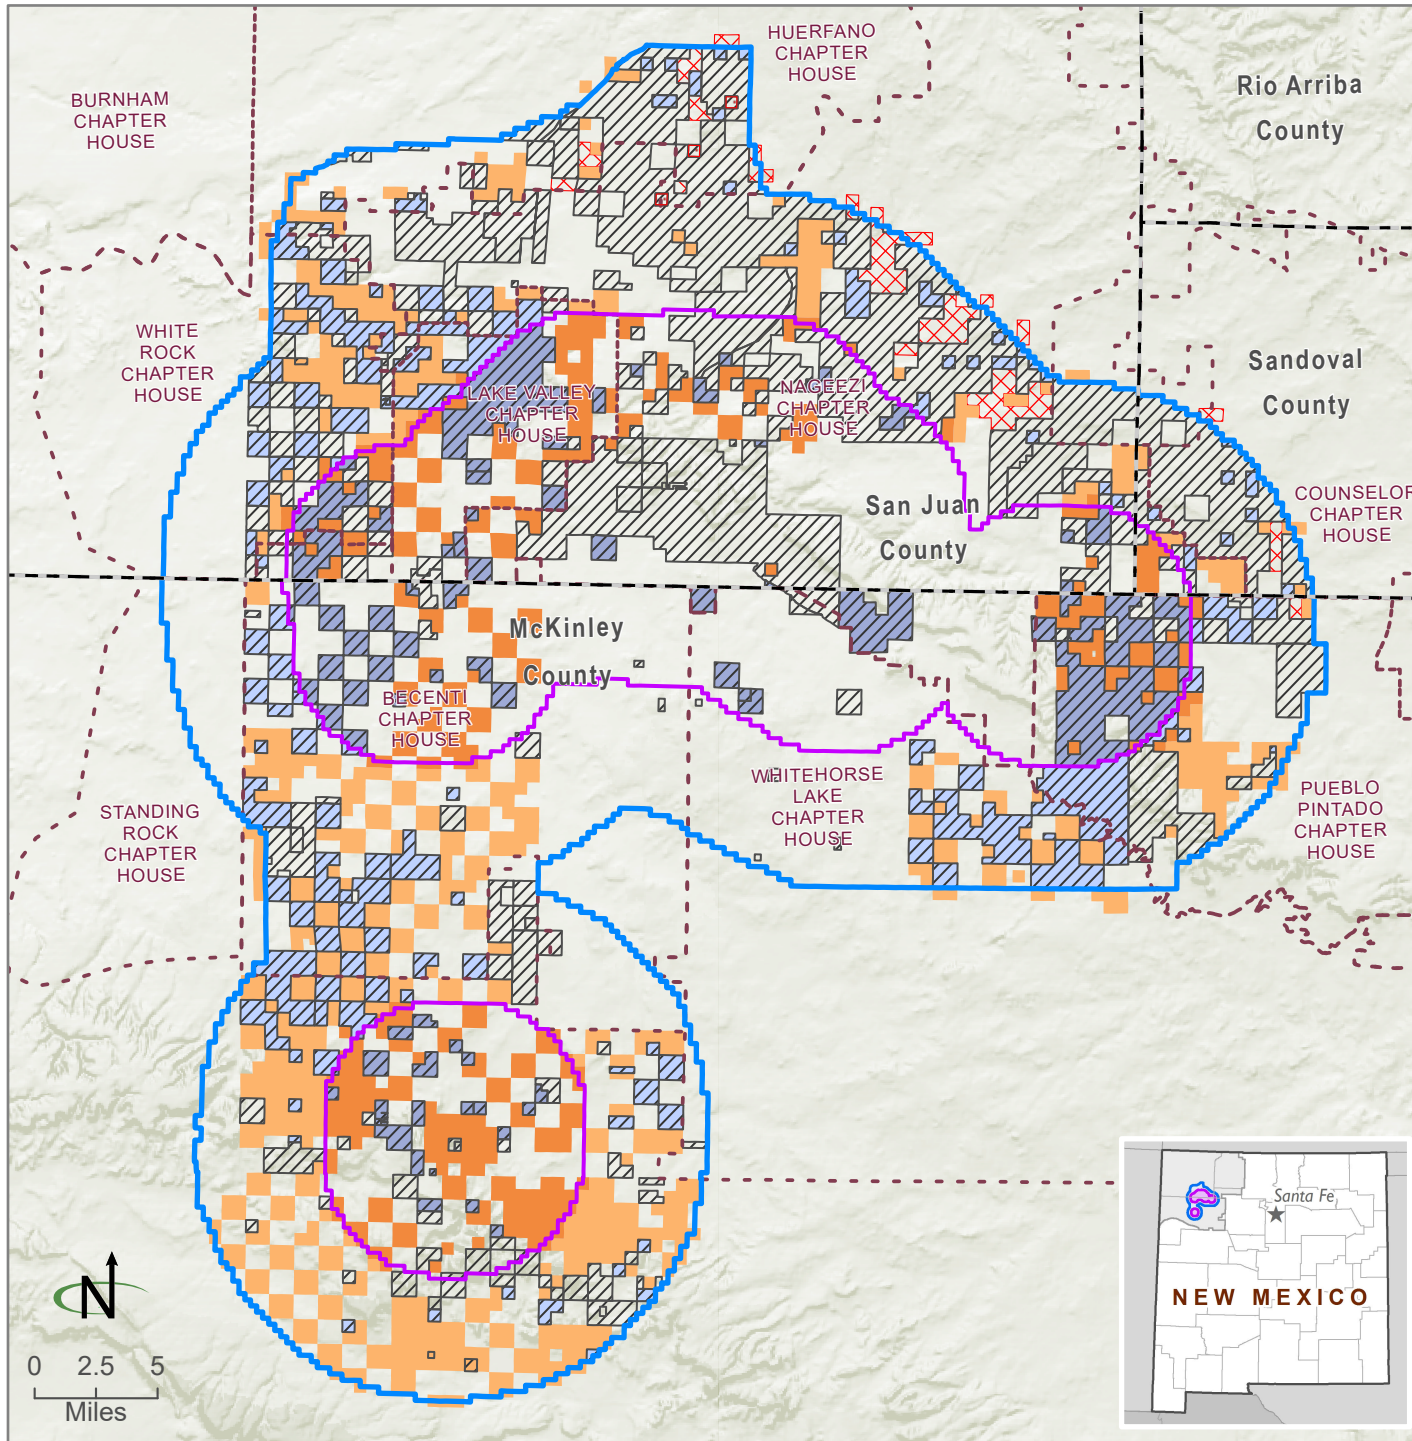 HUERFANO
CHAPTER
HOUSE
Rio Arriba
County
BURNHAM
CHAPTER
HOUSE
WHITE
ROCK
CHAPTER
HOUSE
Sandoval
County
LAKE VALLEY
CHAPTER
HOUSE
NAGEEZI
CHAPTER
HOUSE
San Juan
County
COUNSELOR
CHAPTER
HOUSE
McKinley
County
BECENTI
CHAPTER
HOUSE
WHITEHORSE
LAKE
CHAPTER
HOUSE
STANDING
ROCK
CHAPTER
HOUSE
PUEBLO
PINTADO
CHAPTER
HOUSE
Santa Fe
NEW MEXICO
N
0 2.5 5
Miles